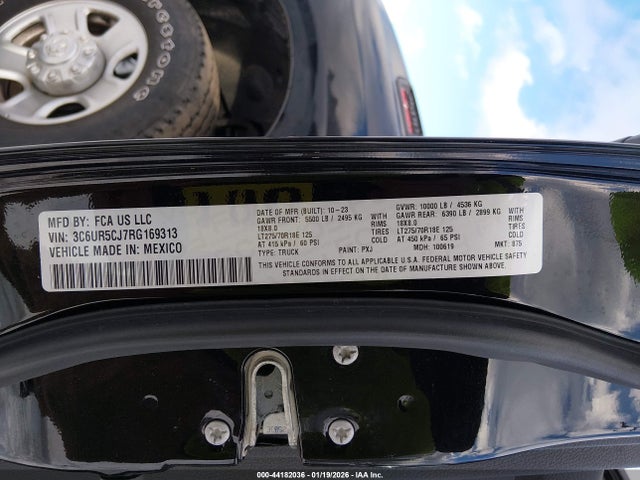 Firestone
MFD BY: FCA US LLC
VIN: 3C6UR5CJ7RG169313
VEHICLE MADE IN: MEXICO
DATE OF MFR (BUILT): 10-23
GAWR FRONT: 5500 LB / 2495 KG WITH
18X8.0 RIMS
LT275/70R18E 125
AT 415 kPa / 60 PSI
TYPE: TRUCK PAINT: PXJ
GVWR: 10000 LB / 4536 KG
GAWR REAR: 6390 LB / 2899 KG WITH
18X8.0 RIMS
LT275/70R18E 125
AT 450 kPa / 65 PSI
MDH: 100619 MKT: 875
THIS VEHICLE CONFORMS TO ALL APPLICABLE U.S.A. FEDERAL MOTOR VEHICLE SAFETY
STANDARDS IN EFFECT ON THE DATE OF MANUFACTURE SHOWN ABOVE.
000-44182036 - 01/19/2026 - IAA Inc.